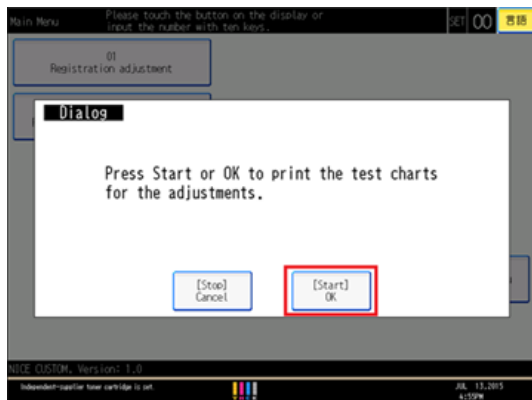 Main Menu
Please touch the button on the display or
input the number with ten keys.
SET 00
言語
01
Registration adjustment
Dialog
Press Start or OK to print the test charts
for the adjustments.
[Stop]
Cancel
[Start]
OK
NICE CUSTOM, Version: 1.0
Independent-supplier toner cartridge is set.
JUL 13,2015
4:55PM